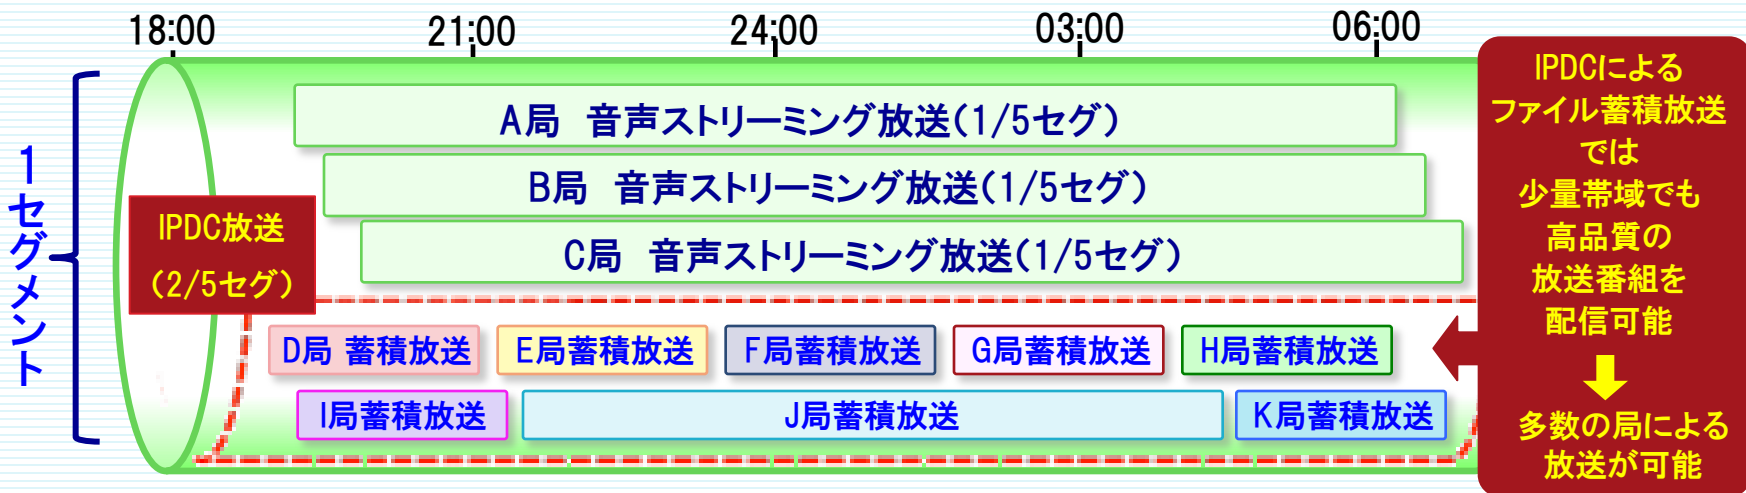 18:00 21:00 24:00 03:00 06:00
1セグメント
A局 音声ストリーミング放送(1/5セグ)
B局 音声ストリーミング放送(1/5セグ)
C局 音声ストリーミング放送(1/5セグ)
IPDC放送
(2/5セグ)
D局 蓄積放送 E局蓄積放送 F局蓄積放送 G局蓄積放送 H局蓄積放送
I局蓄積放送 J局蓄積放送 K局蓄積放送
IPDCによる
ファイル蓄積放送
では
少量帯域でも
高品質の
放送番組を
配信可能
多数の局による
放送が可能